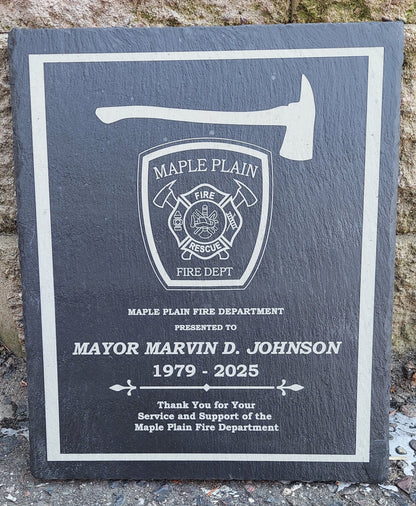 MAPLE PLAIN
FIRE
RESCUE
FIRE DEPT
MAPLE PLAIN FIRE DEPARTMENT
PRESENTED TO
MAYOR MARVIN D. JOHNSON
1979 - 2025
Thank You for Your
Service and Support of the
Maple Plain Fire Department